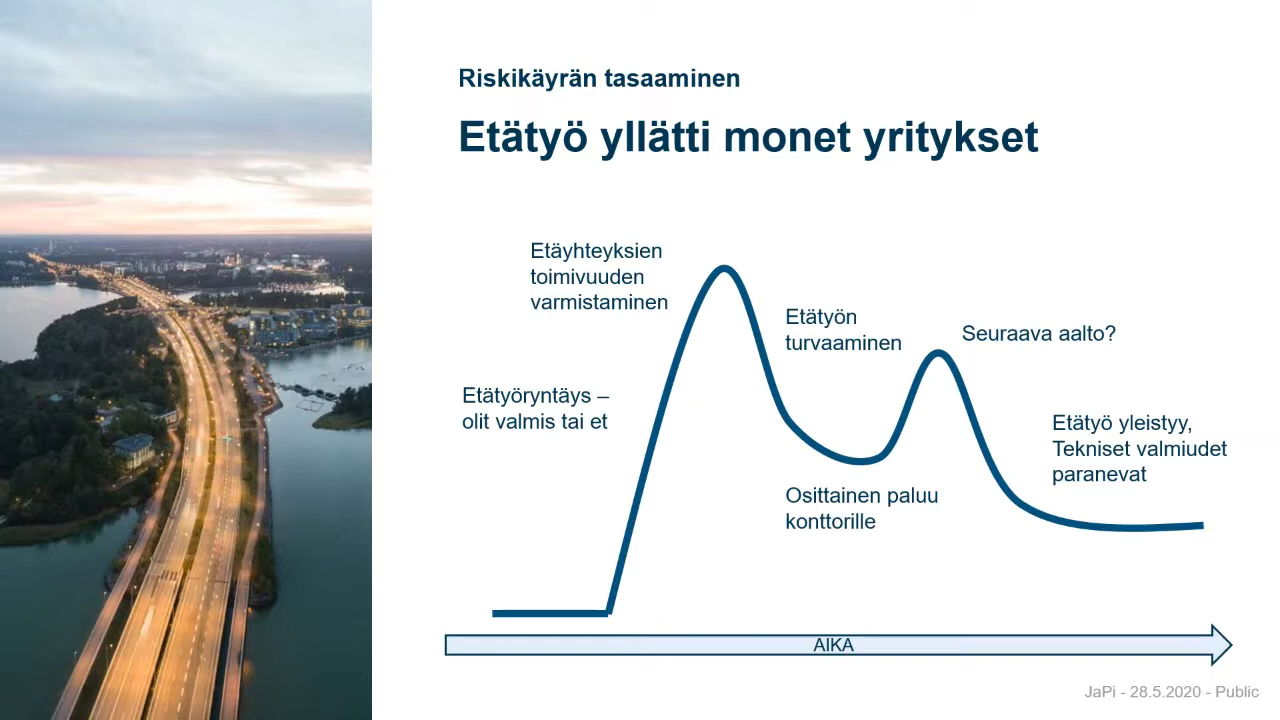 Riskikäyrän tasaaminen
Etätyö yllätti monet yritykset
Etäyhteyksien
toimivuuden
varmistaminen
Etätyön
turvaaminen
Seuraava aalto?
Etätyöryntäys –
olit valmis tai et
Etätyö yleistyy,
Tekniset valmiudet
paranevat
Osittainen paluu
konttorille
AIKA
JaPi - 28.5.2020 - Public